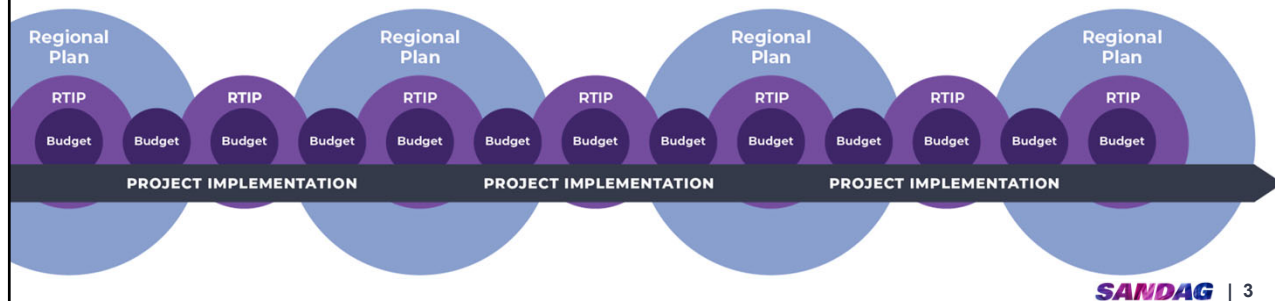 Regional
Plan
Regional
Plan
Regional
Plan
Regional
Plan
RTIP
RTIP
RTIP
RTIP
RTIP
RTIP
RTIP
Budget
Budget
Budget
Budget
Budget
Budget
Budget
Budget
Budget
Budget
Budget
Budget
Budget
PROJECT IMPLEMENTATION
PROJECT IMPLEMENTATION
PROJECT IMPLEMENTATION
SANDAG | 3